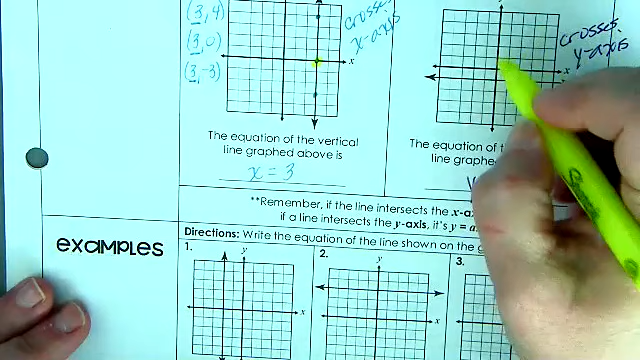 (3, 4)
(3, 0)
(3, -3)
crosses
x-axis
x
The equation of the vertical
line graphed above is
x = 3
crosses
y-axis
x
The equation of
line graphed
**Remember, if the line intersects the
if a line intersects the y-axis, it's y =
examples
Directions: Write the equation of the line shown on the
1.
y
x
2.
y
x
3.